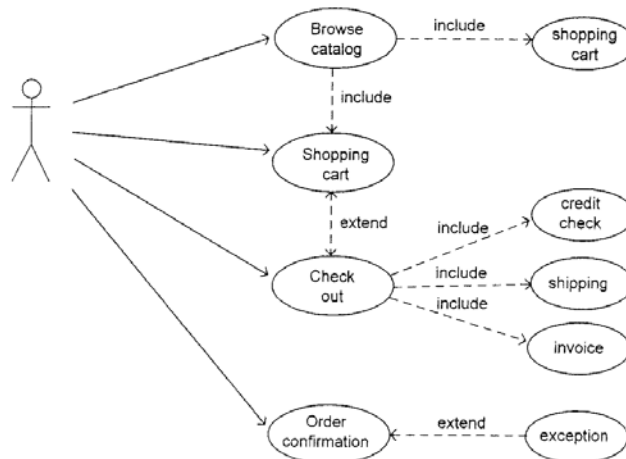 Browse
catalog
include
shopping
cart
include
Shopping
cart
extend
credit
check
include
Check
out
include
shipping
include
invoice
Order
confirmation
extend
exception